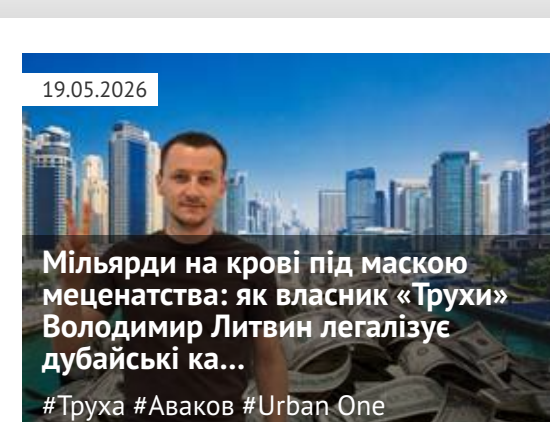 19.05.2026
Мільярди на крові під маскою
меценатства: як власник «Трухи»
Володимир Литвин легалізує
дубайські ка...
#Труха #Аваков #Urban One